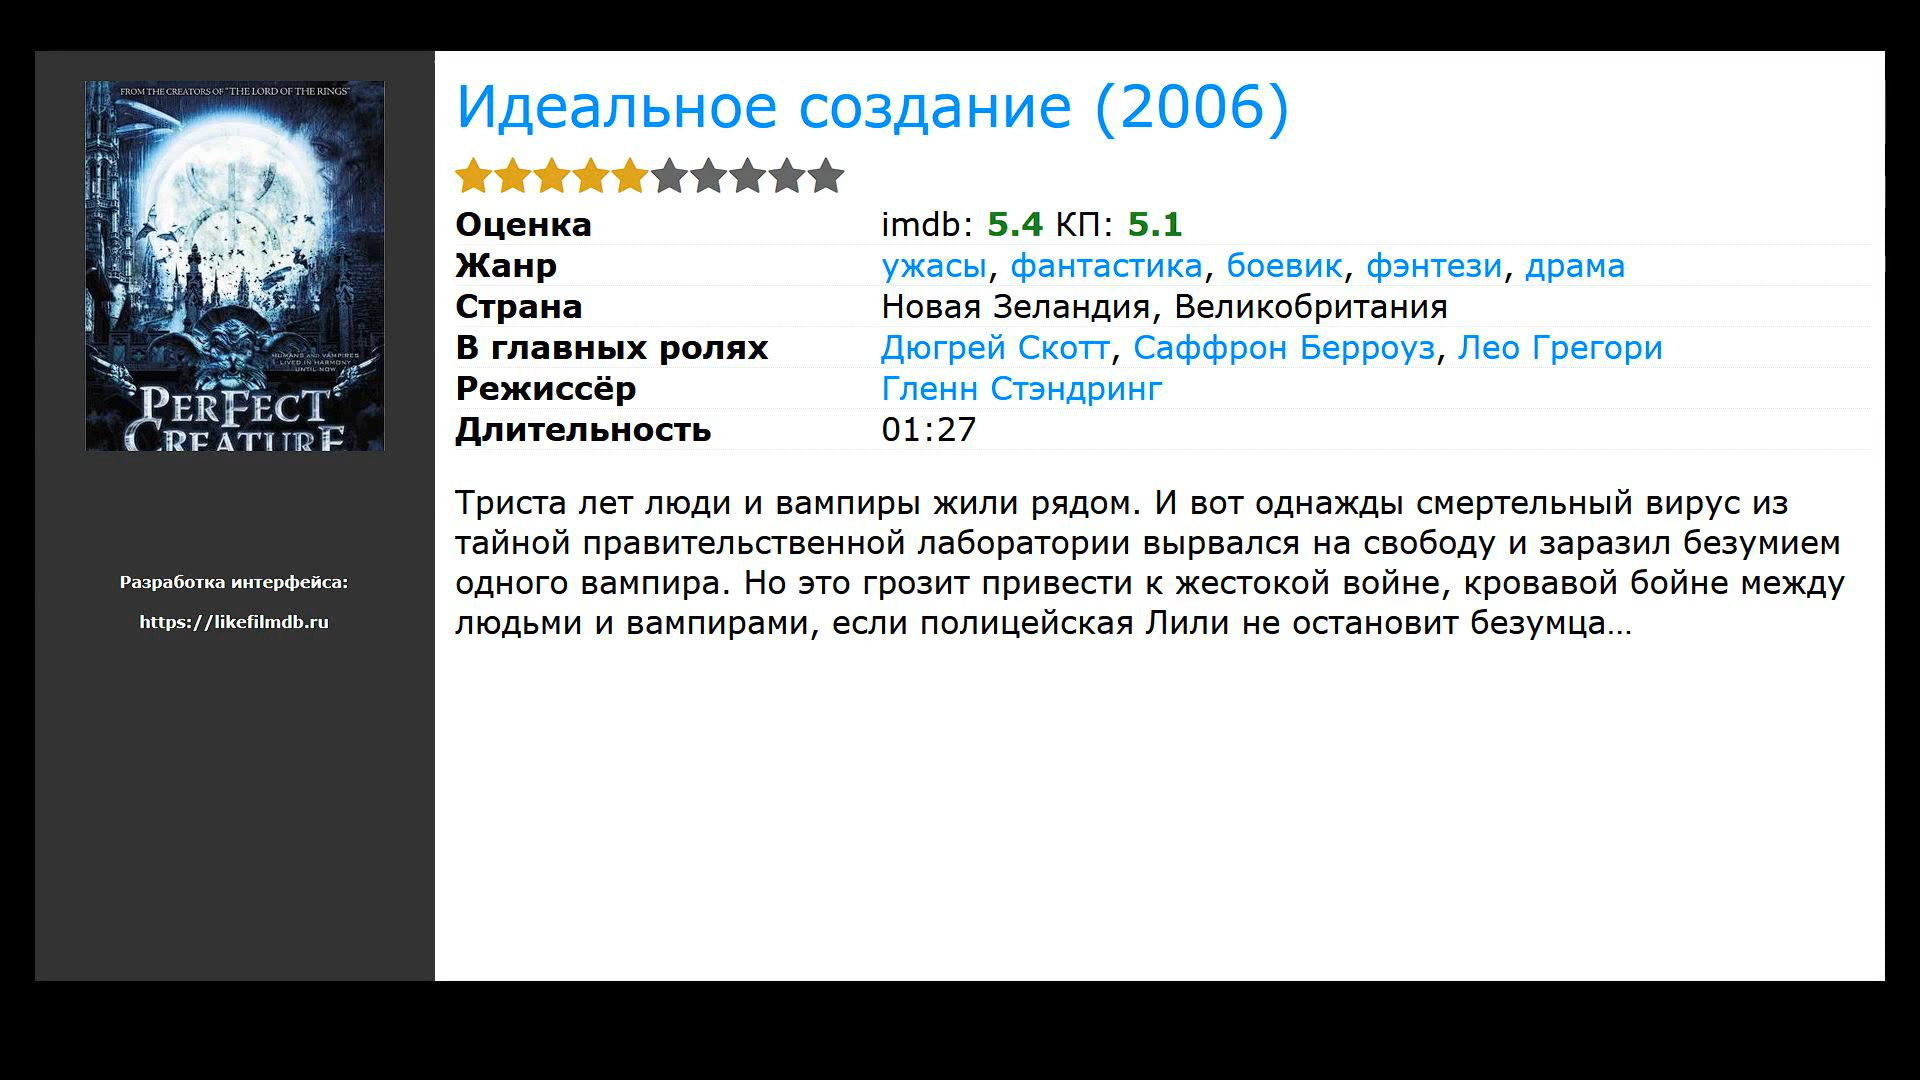 FROM THE CREATORS OF "THE LORD OF THE RINGS"
HUMANS AND VAMPIRES
LIVED IN HARMONY
UNTIL NOW
PERFECT
CREATURE
Разработка интерфейса:
https://likefilmdb.ru
Идеальное создание (2006)
Оценка imdb: 5.4 КП: 5.1
Жанр ужасы, фантастика, боевик, фэнтези, драма
Страна Новая Зеландия, Великобритания
В главных ролях Дюгрей Скотт, Саффрон Берроуз, Лео Грегори
Режиссёр Гленн Стэндринг
Длительность 01:27
Триста лет люди и вампиры жили рядом. И вот однажды смертельный вирус из
тайной правительственной лаборатории вырвался на свободу и заразил безумием
одного вампира. Но это грозит привести к жестокой войне, кровавой бойне между
людьми и вампирами, если полицейская Лили не остановит безумца...